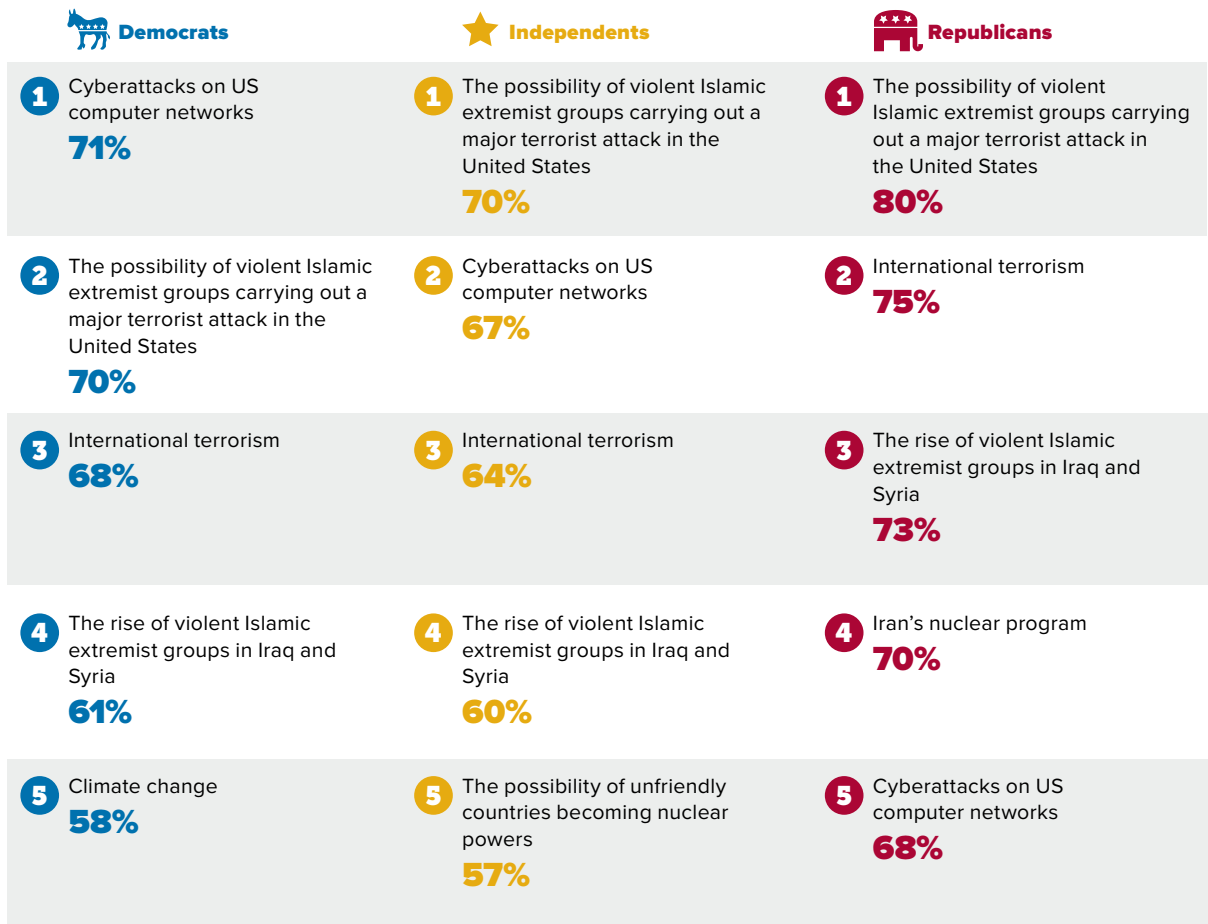 Democrats
Independents
Republicans
1
Cyberattacks on US
computer networks
71%
1
The possibility of violent Islamic
extremist groups carrying out a
major terrorist attack in the
United States
70%
1
The possibility of violent
Islamic extremist groups carrying
out a major terrorist attack in
the United States
80%
2
The possibility of violent Islamic
extremist groups carrying out a
major terrorist attack in the
United States
70%
2
Cyberattacks on US
computer networks
67%
2
International terrorism
75%
3
International terrorism
68%
3
International terrorism
64%
3
The rise of violent Islamic
extremist groups in Iraq and
Syria
73%
4
The rise of violent Islamic
extremist groups in Iraq and
Syria
61%
4
The rise of violent Islamic
extremist groups in Iraq and
Syria
60%
4
Iran’s nuclear program
70%
5
Climate change
58%
5
The possibility of unfriendly
countries becoming nuclear
powers
57%
5
Cyberattacks on US
computer networks
68%